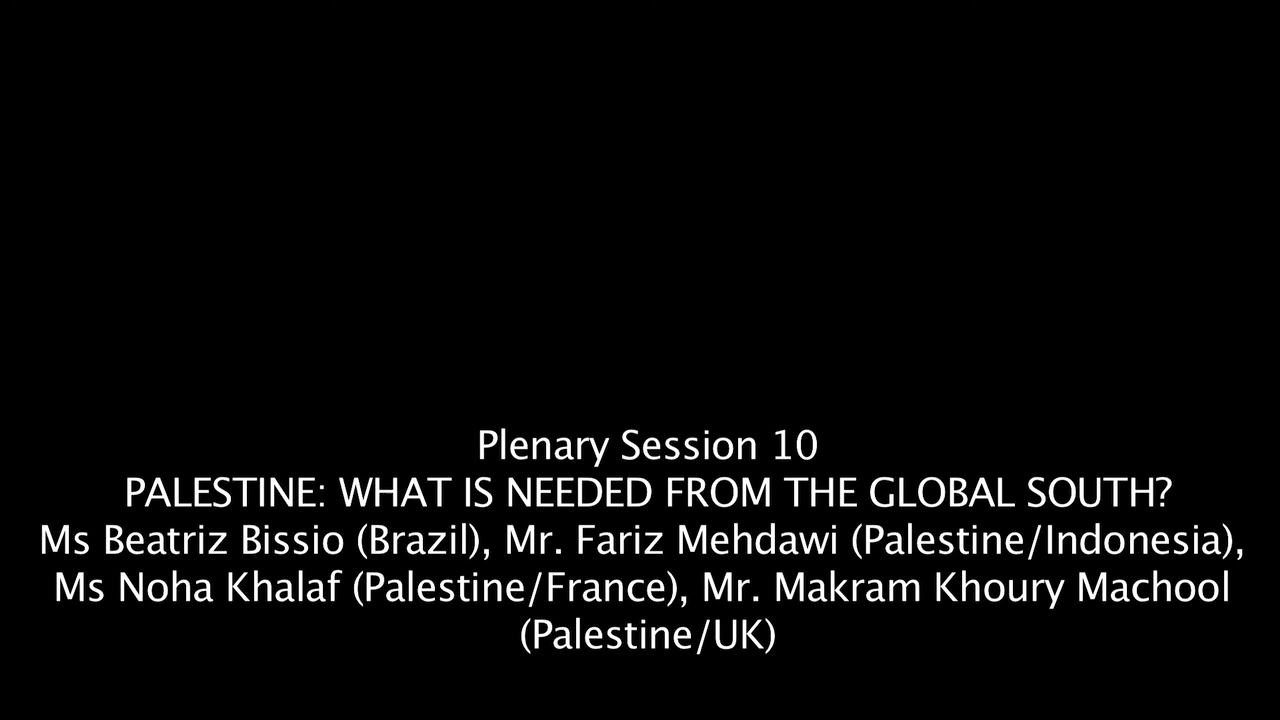 Plenary Session 10
PALESTINE: WHAT IS NEEDED FROM THE GLOBAL SOUTH?
Ms Beatriz Bissio (Brazil), Mr. Fariz Mehdawi (Palestine/Indonesia),
Ms Noha Khalaf (Palestine/France), Mr. Makram Khoury Machool
(Palestine/UK)